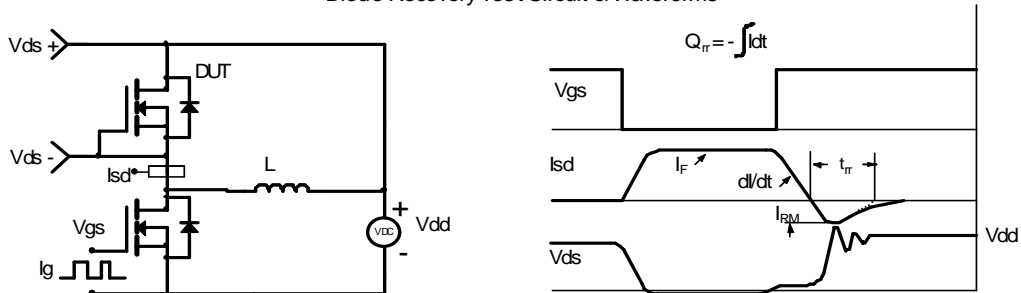 Diode Recovery Test Circuit & Waveforms
Vds +
DUT
Vds -
Isd
L
Vgs
Ig
+
VDC
-
Vdd
Qrr = - ∫Idt
Vgs
Isd
IF
dI/dt
trr
IRM
Vds
Vdd